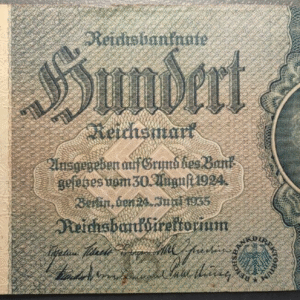 Reichsbanknote
Hundert
Reichsmark
Ausgegeben auf Grund des Bank-
gesetzes vom 30. August 1924.
Berlin, den 24. Juni 1935
Reichsbankdirektorium
REICHSBANKDIREKTORIUM